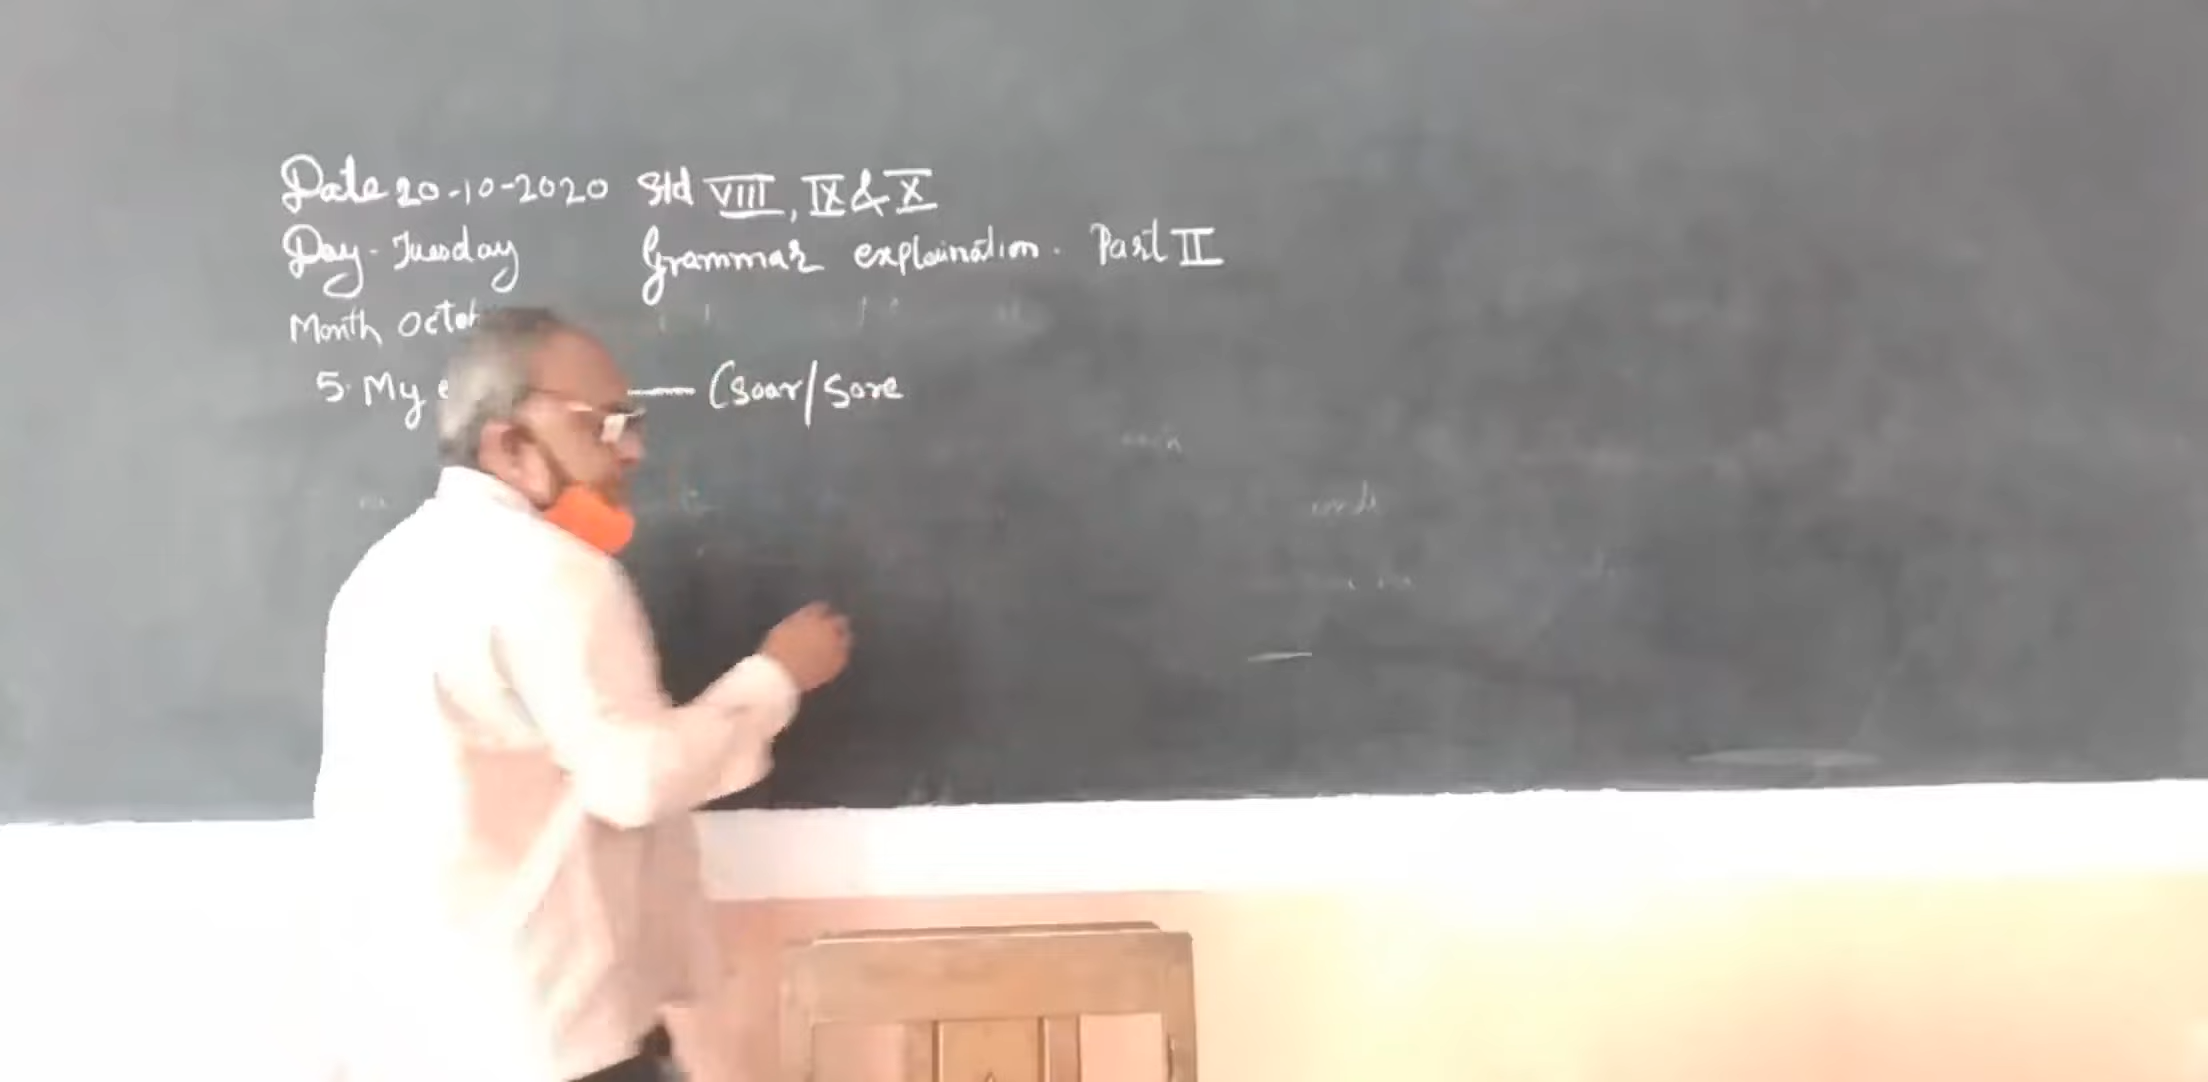 Date 20-10-2020 Std VIII, IX & X
Day - Tuesday Grammar explaination. Part II
Month
5. My — (Soar/Sore